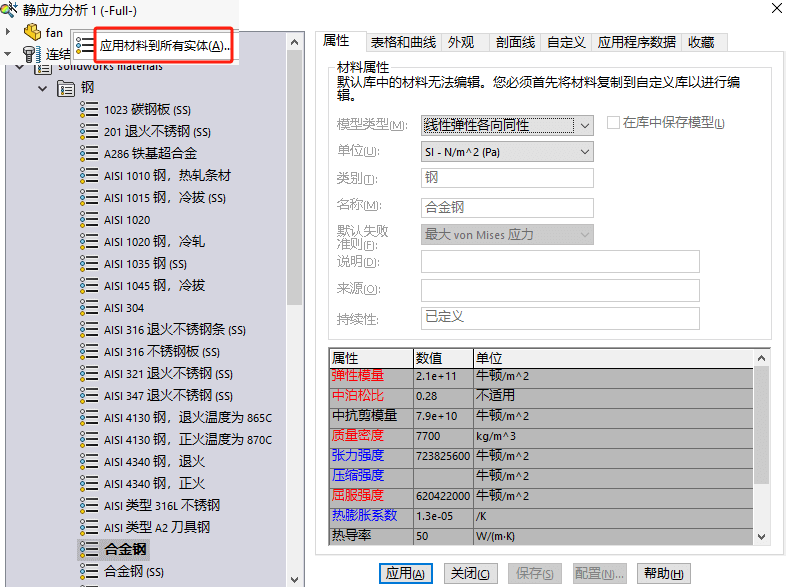 静应力分析 1 (-Full-)
fan
应用材料到所有实体(A)...
连结
solidworks materials
钢
1023 碳钢板 (SS)
201 退火不锈钢 (SS)
A286 铁基超合金
AISI 1010 钢，热轧条材
AISI 1015 钢，冷拔 (SS)
AISI 1020
AISI 1020 钢，冷轧
AISI 1035 钢 (SS)
AISI 1045 钢，冷拔
AISI 304
AISI 316 退火不锈钢条 (SS)
AISI 316 不锈钢板 (SS)
AISI 321 退火不锈钢 (SS)
AISI 347 退火不锈钢 (SS)
AISI 4130 钢，退火温度为 865C
AISI 4130 钢，正火温度为 870C
AISI 4340 钢，退火
AISI 4340 钢，正火
AISI 类型 316L 不锈钢
AISI 类型 A2 刀具钢
合金钢
合金钢 (SS)
属性 表格和曲线 外观 剖面线 自定义 应用程序数据 收藏
材料属性
默认库中的材料无法编辑。您必须首先将材料复制到自定义库以进行编
辑。
模型类型(M): 线性弹性各向同性 在库中保存模型(L)
单位(U): SI - N/m^2 (Pa)
类别(T): 钢
名称(M): 合金钢
默认失败
准则(F): 最大 von Mises 应力
说明(D):
来源(O):
持续性: 已定义
属性 数值 单位
弹性模量 2.1e+11 牛顿/m^2
中泊松比 0.28 不适用
中抗剪模量 7.9e+10 牛顿/m^2
质量密度 7700 kg/m^3
张力强度 723825600 牛顿/m^2
压缩强度 牛顿/m^2
屈服强度 620422000 牛顿/m^2
热膨胀系数 1.3e-05 /K
热导率 50 W/(m·K)
应用(A) 关闭(C) 保存(S) 配置(N)... 帮助(H)